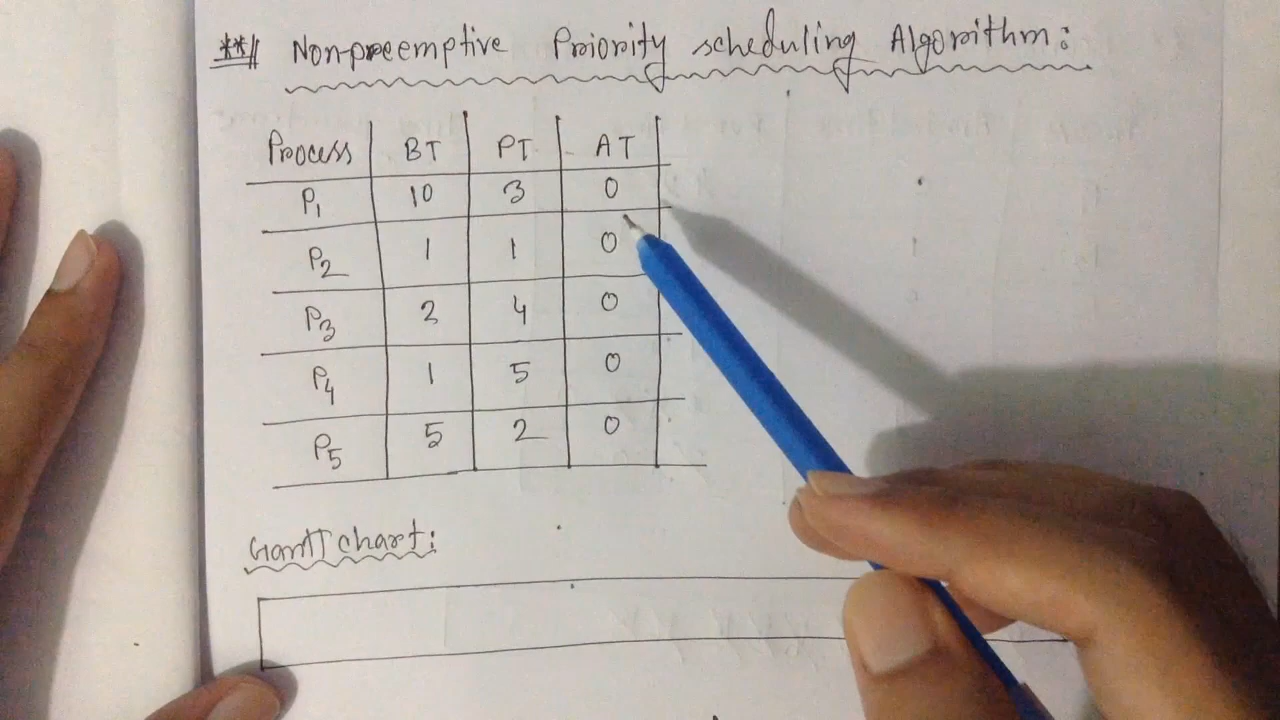 **// Non-preemptive Priority scheduling Algorithm:
Process BT PT AT
P1 10 3 0
P2 1 1 0
P3 2 4 0
P4 1 5 0
P5 5 2 0
Gantt chart: